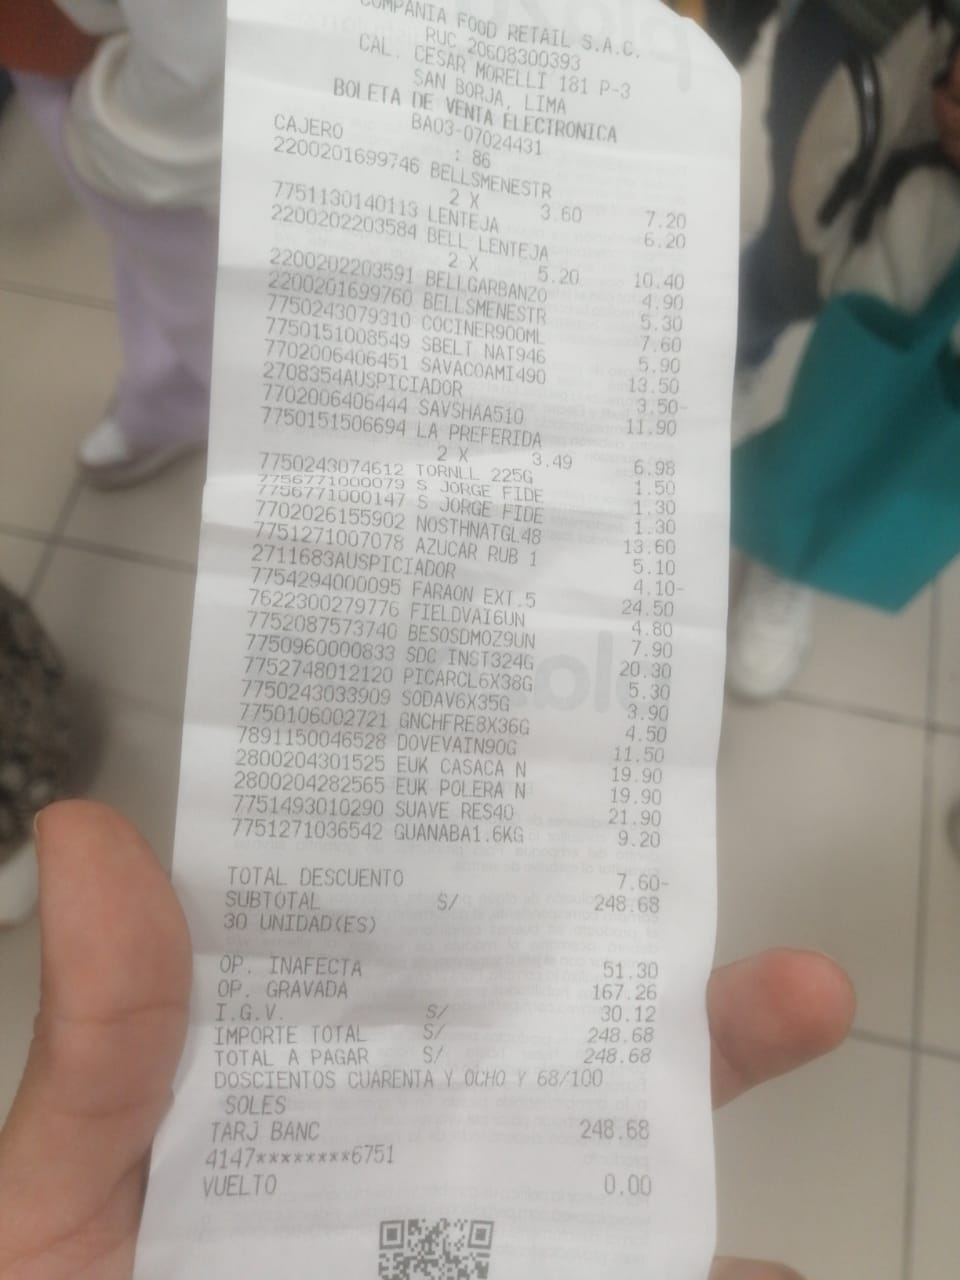 COMPANIA FOOD RETAIL S.A.C.
RUC 20608300393
CAL. CESAR MORELLI 181 P-3
SAN BORJA, LIMA
BOLETA DE VENTA ELECTRONICA
BA03-07024431
CAJERO : 86
2200201699746 BELLSMENESTR
2 X 3.60 7.20
7751130140113 LENTEJA 6.20
2200202203584 BELL LENTEJA
2 X 5.20 10.40
2200202203591 BELLGARBANZO 4.90
2200201699760 BELLSMENESTR 5.30
7750243079310 COCINER900ML 7.60
7750151008549 SBELT NAT946 5.90
7702006406451 SAVACOAMI490 13.50
2708354AUSPICIADOR 3.50-
7702006406444 SAVSHAA510 11.90
7750151506694 LA PREFERIDA
2 X 3.49 6.98
7750243074612 TORNLL 225G 1.50
7756771000079 S JORGE FIDE 1.30
7756771000147 S JORGE FIDE 1.30
7702026155902 NOSTHNATGL48 13.60
7751271007078 AZUCAR RUB 1 5.10
2711683AUSPICIADOR 4.10-
7754294000095 FARAON EXT.5 24.50
7622300279776 FIELDVAI6UN 4.80
7752087573740 BESOSDMOZ9UN 7.90
7750960000833 SDC INST324G 20.30
7752748012120 PICARCL6X38G 5.30
7750243033909 SODAV6X35G 3.90
7750106002721 GNCHFRE8X36G 4.50
7891150046528 DOVEVAIN90G 11.50
2800204301525 EUK CASACA N 19.90
2800204282565 EUK POLERA N 19.90
7751493010290 SUAVE RES40 21.90
7751271036542 GUANABA1.6KG 9.20
TOTAL DESCUENTO 7.60-
SUBTOTAL S/ 248.68
30 UNIDAD(ES)
OP. INAFECTA 51.30
OP. GRAVADA 167.26
I.G.V. S/ 30.12
IMPORTE TOTAL S/ 248.68
TOTAL A PAGAR S/ 248.68
DOSCIENTOS CUARENTA Y OCHO Y 68/100
SOLES
TARJ BANC 248.68
4147********6751
VUELTO 0.00